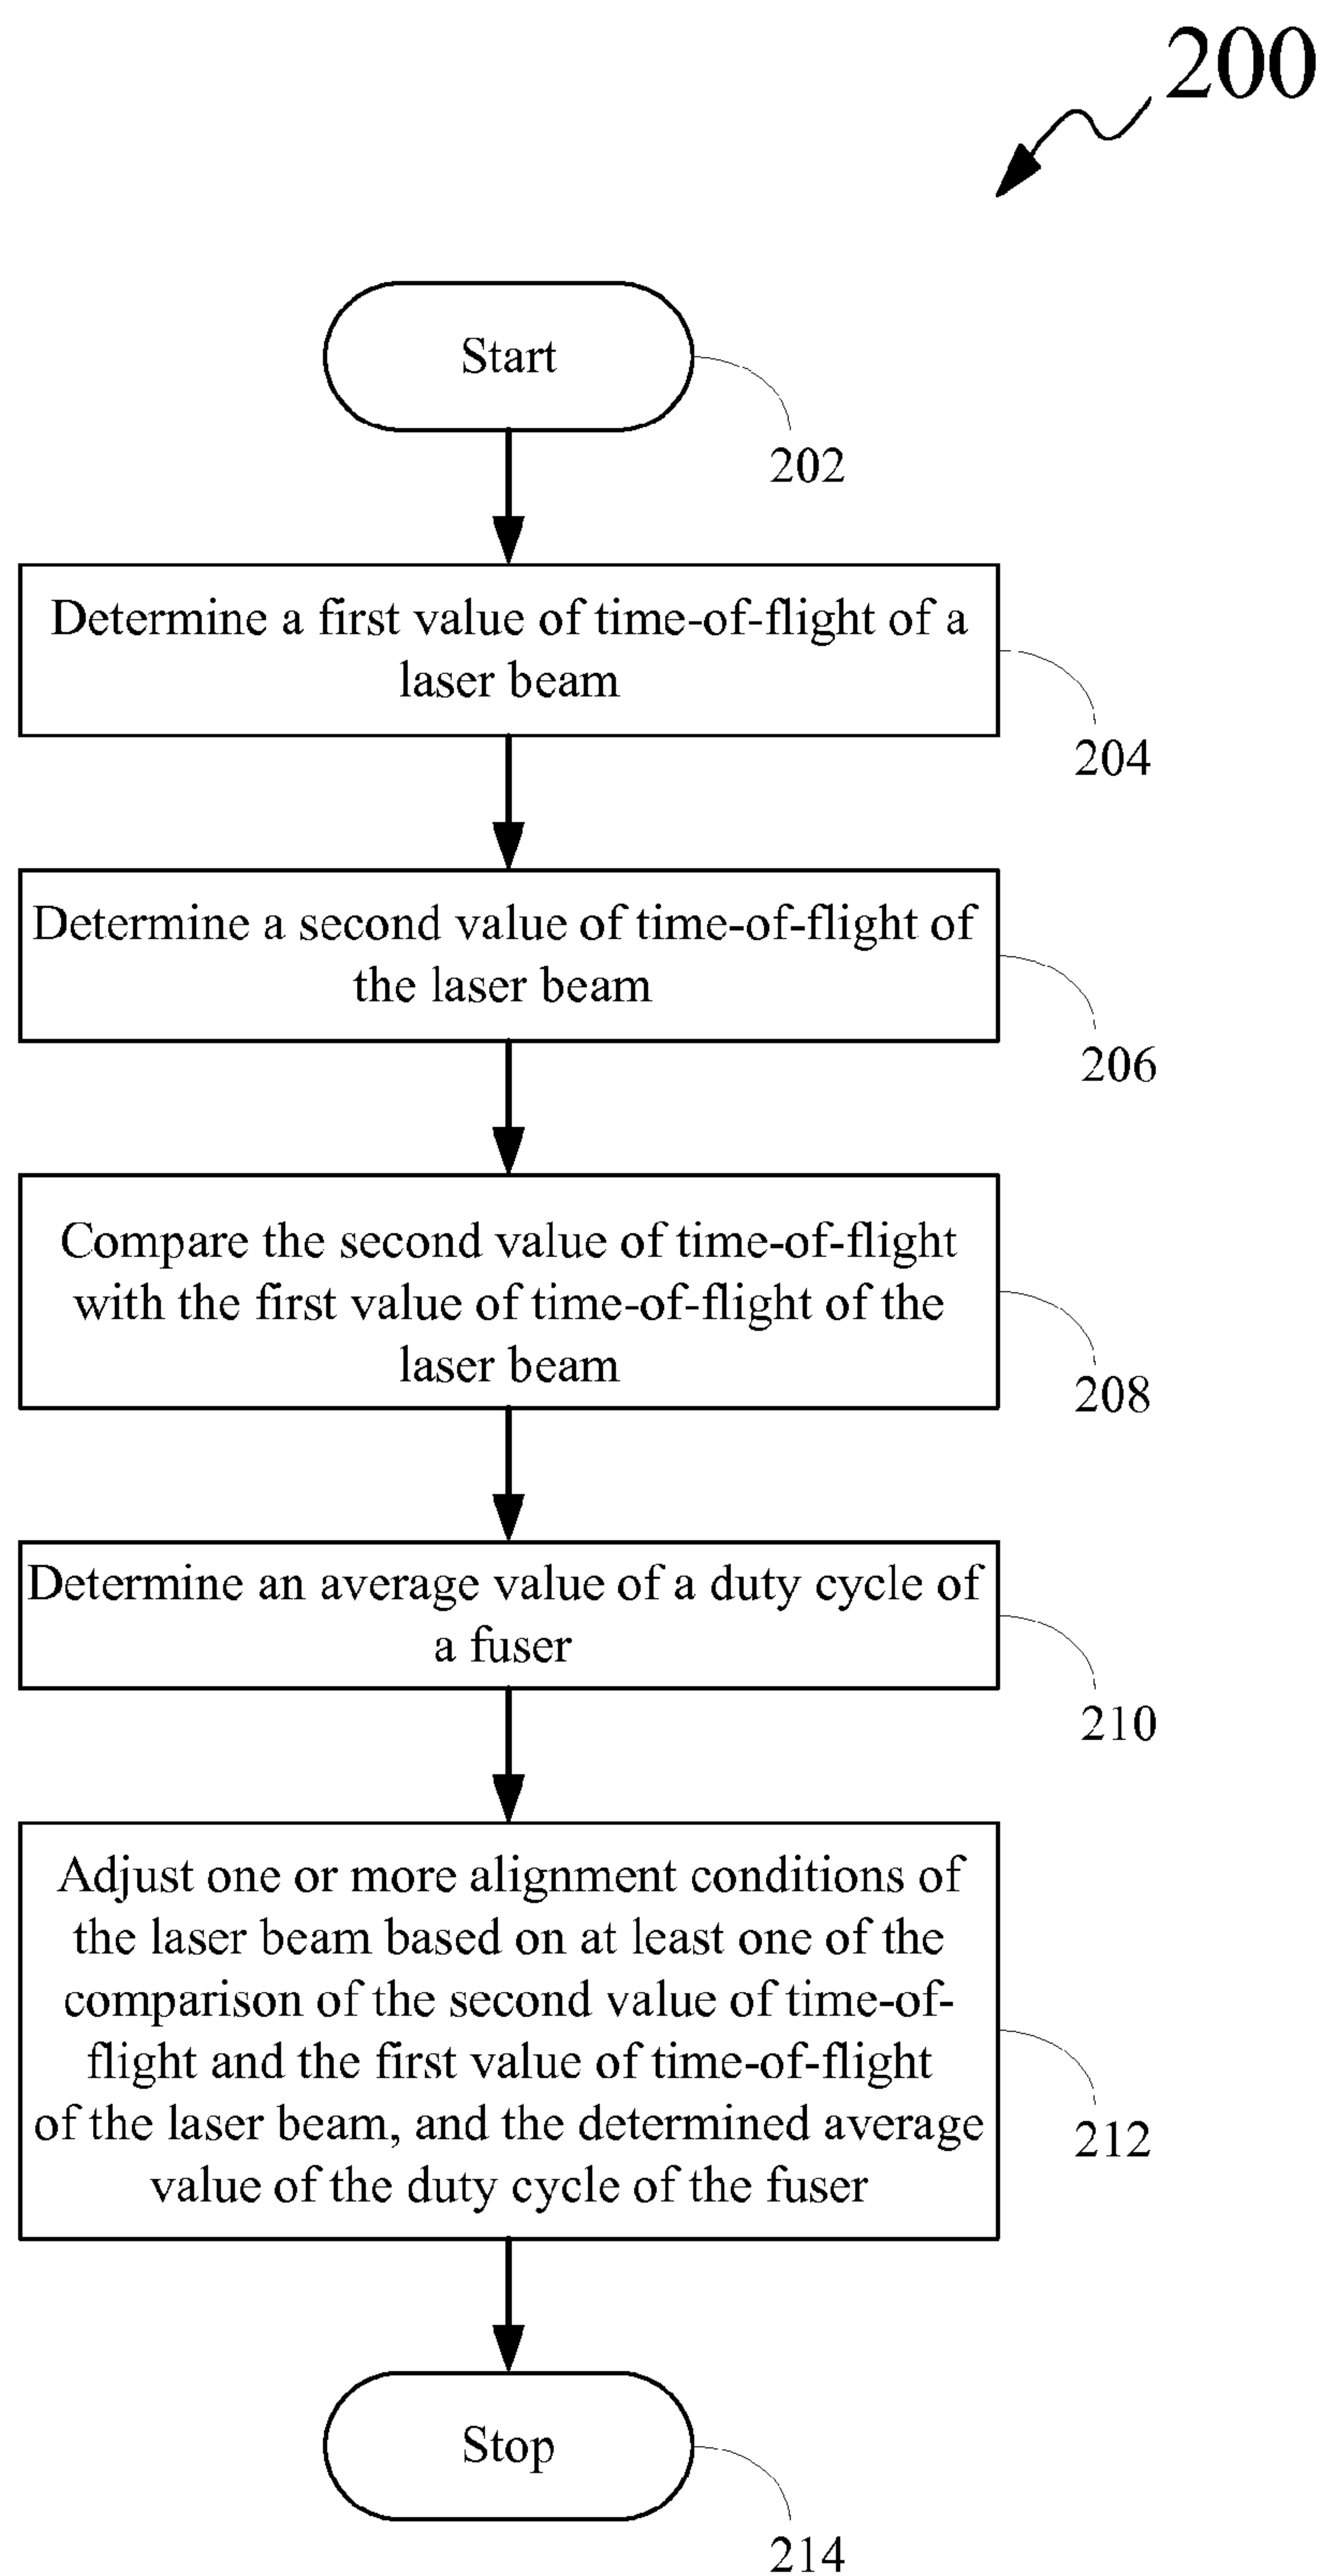 200
Start
202
Determine a first value of time-of-flight of a
laser beam
204
Determine a second value of time-of-flight of
the laser beam
206
Compare the second value of time-of-flight
with the first value of time-of-flight of the
laser beam
208
Determine an average value of a duty cycle of
a fuser
210
Adjust one or more alignment conditions of
the laser beam based on at least one of the
comparison of the second value of time-of-
flight and the first value of time-of-flight
of the laser beam, and the determined average
value of the duty cycle of the fuser
212
Stop
214